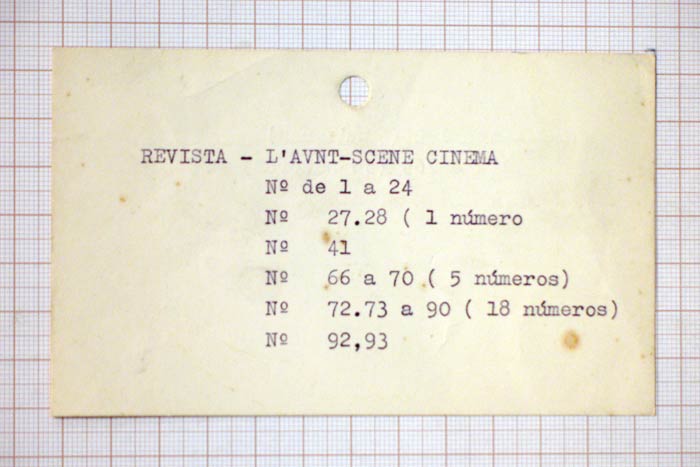 REVISTA - L'AVNT-SCENE CINEMA
Nº de 1 a 24
Nº 27.28 ( 1 número
Nº 41
Nº 66 a 70 ( 5 números)
Nº 72.73 a 90 ( 18 números)
Nº 92,93